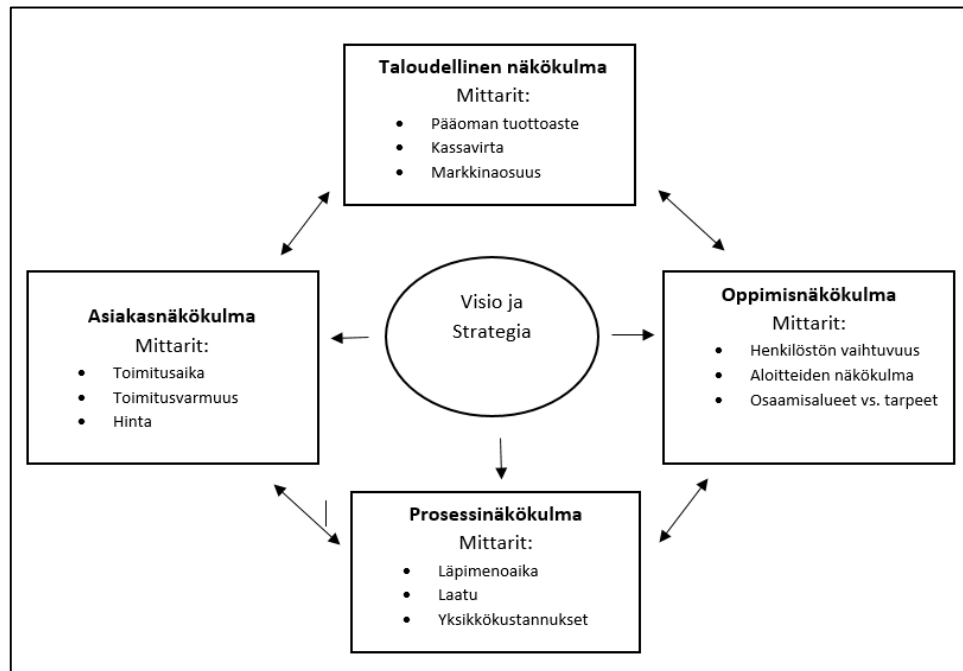 Taloudellinen näkökulma
Mittarit:
Pääoman tuottoaste
Kassavirta
Markkinaosuus
Asiakasnäkökulma
Mittarit:
Toimitusaika
Toimitusvarmuus
Hinta
Visio ja
Strategia
Oppimisnäkökulma
Mittarit:
Henkilöstön vaihtuvuus
Aloitteiden näkökulma
Osaamisalueet vs. tarpeet
Prosessinäkökulma
Mittarit:
Läpimenoaika
Laatu
Yksikkökustannukset